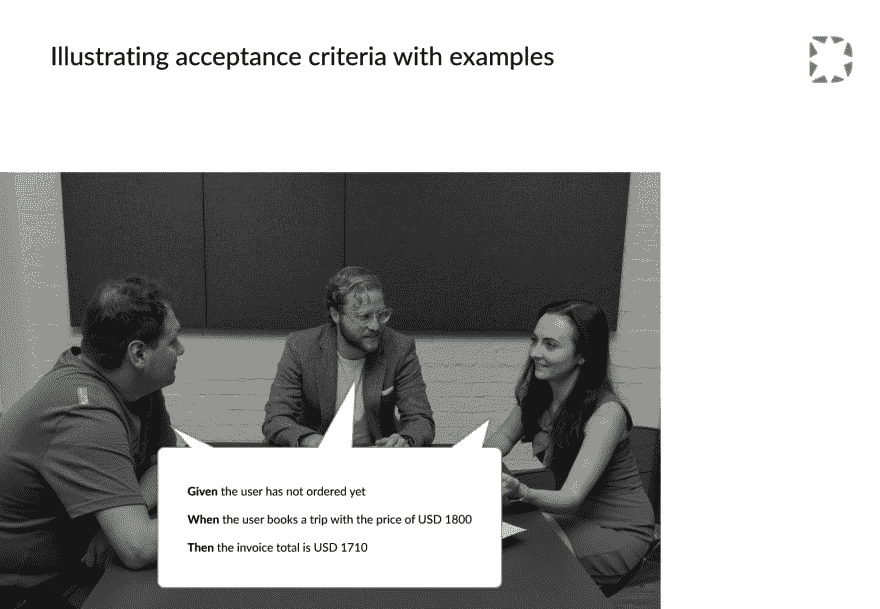 Illustrating acceptance criteria with examples
Given the user has not ordered yet
When the user books a trip with the price of USD 1800
Then the invoice total is USD 1710